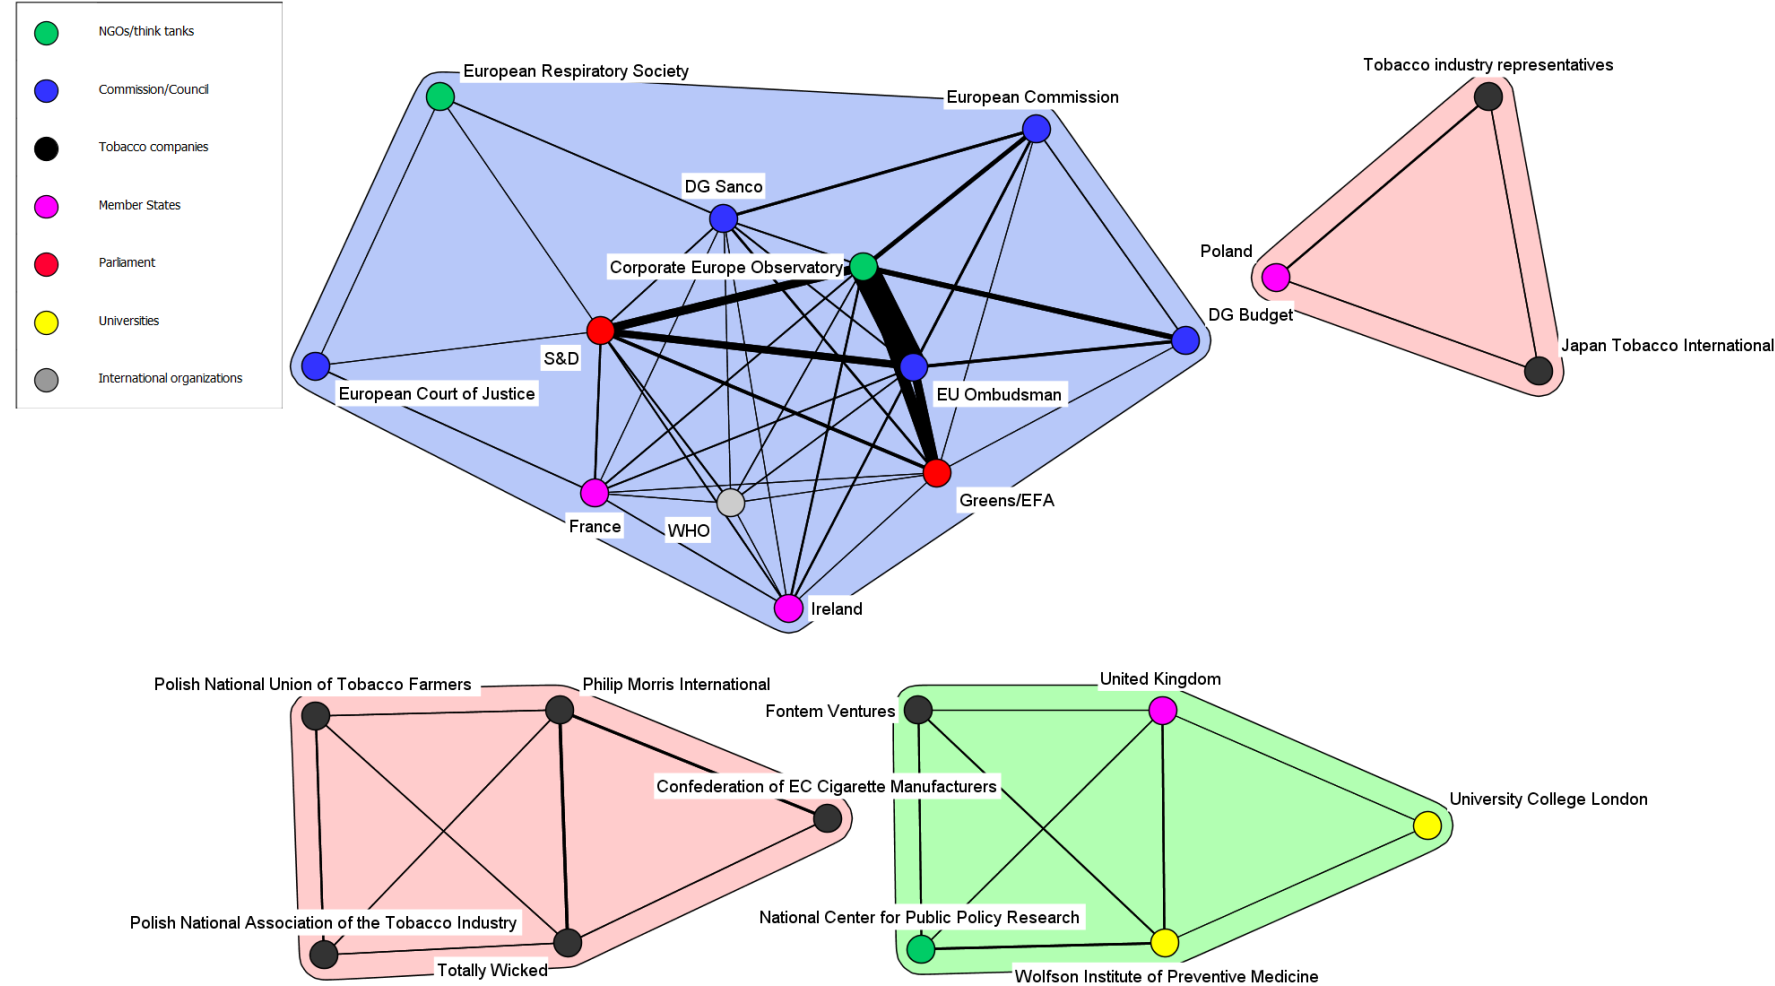 NGOs/think tanks
Commission/Council
Tobacco companies
Member States
Parliament
Universities
International organizations
European Respiratory Society
European Commission
DG Sanco
Corporate Europe Observatory
S&D
DG Budget
European Court of Justice
EU Ombudsman
Greens/EFA
France
WHO
Ireland
Tobacco industry representatives
Poland
Japan Tobacco International
Polish National Union of Tobacco Farmers
Philip Morris International
Confederation of EC Cigarette Manufacturers
Polish National Association of the Tobacco Industry
Totally Wicked
United Kingdom
Fontem Ventures
University College London
National Center for Public Policy Research
Wolfson Institute of Preventive Medicine